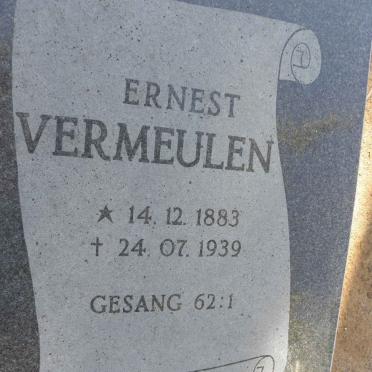 ERNEST
VERMEULEN
★ 14.12.1883
† 24.07.1939
GESANG 62:1